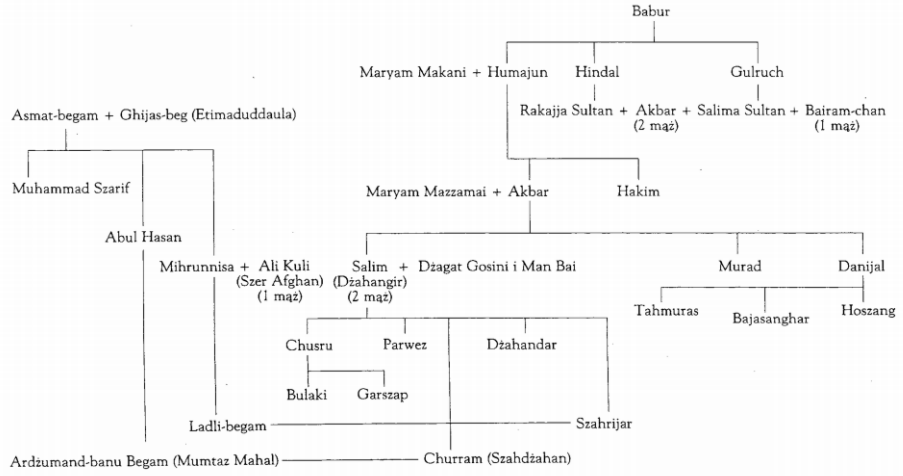 Babur
Maryam Makani + Humajun Hindal Gulruch
Asmat-begam + Ghijas-beg (Etimaduddaula) Rakajja Sultan + Akbar + Salima Sultan + Bairam-chan
(2 mąż) (1 mąż)
Muhammad Szarif Maryam Mazzamai + Akbar Hakim
Abul Hasan
Mihrunnisa + Ali Kuli Salim + Dżagat Gosini i Man Bai Murad Danijal
(Szer Afghan) (Dżahangir)
(1 mąż) (2 mąż)
Tahmuras Bajasanghar Hoszang
Chusru Parwez Dżahandar
Bulaki Garszap
Ladli-begam Szahrijar
Ardżumand-banu Begam (Mumtaz Mahal) Churram (Szahdżahan)